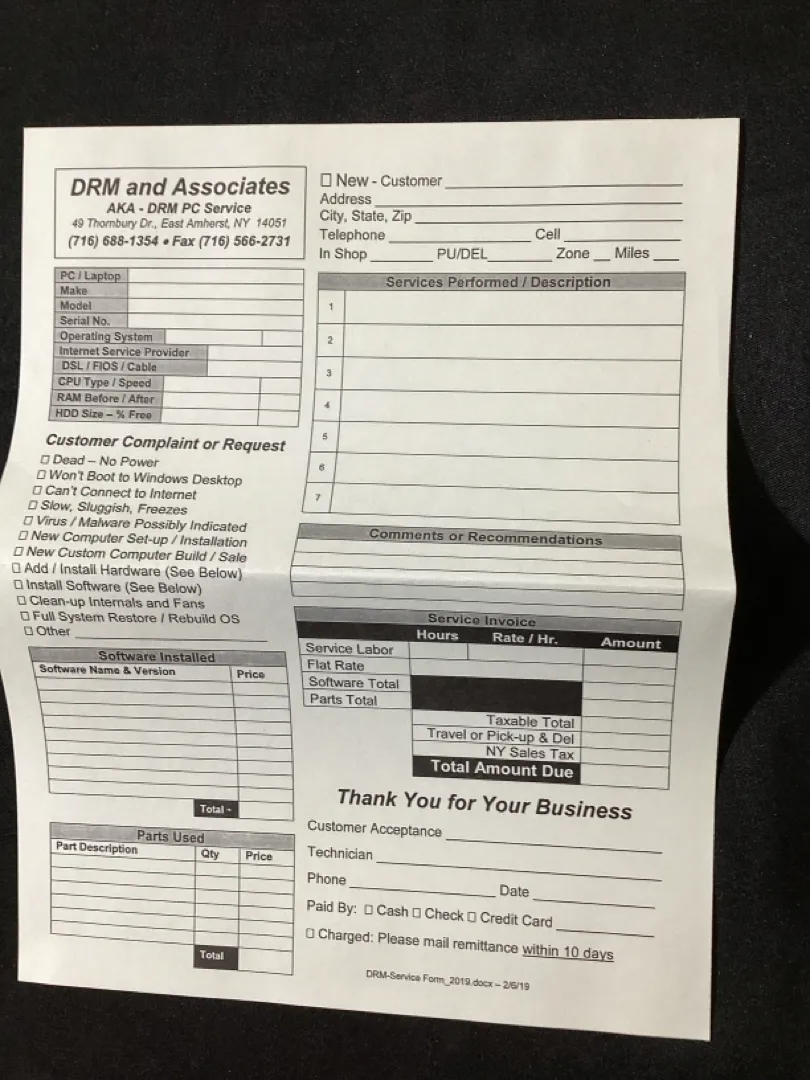 DRM and Associates
AKA - DRM PC Service
49 Thornbury Dr., East Amherst, NY 14051
(716) 688-1354 • Fax (716) 566-2731
☐ New - Customer
Address
City, State, Zip
Telephone Cell
In Shop PU/DEL Zone Miles
PC / Laptop
Make
Model
Serial No.
Operating System
Internet Service Provider
DSL / FIOS / Cable
CPU Type / Speed
RAM Before / After
HDD Size – % Free
Services Performed / Description
1
2
3
4
5
6
7
Customer Complaint or Request
☐ Dead – No Power
☐ Won't Boot to Windows Desktop
☐ Can't Connect to Internet
☐ Slow, Sluggish, Freezes
☐ Virus / Malware Possibly Indicated
☐ New Computer Set-up / Installation
☐ New Custom Computer Build / Sale
☐ Add / Install Hardware (See Below)
☐ Install Software (See Below)
☐ Clean-up Internals and Fans
☐ Full System Restore / Rebuild OS
☐ Other
Comments or Recommendations
Service Invoice
Hours Rate / Hr. Amount
Service Labor
Flat Rate
Software Total
Parts Total
Taxable Total
Travel or Pick-up & Del
NY Sales Tax
Total Amount Due
Software Installed
Software Name & Version Price
Total -
Parts Used
Part Description Qty Price
Total
Thank You for Your Business
Customer Acceptance
Technician
Phone Date
Paid By: ☐ Cash ☐ Check ☐ Credit Card
☐ Charged: Please mail remittance within 10 days
DRM-Service Form_2019.docx – 2/6/19